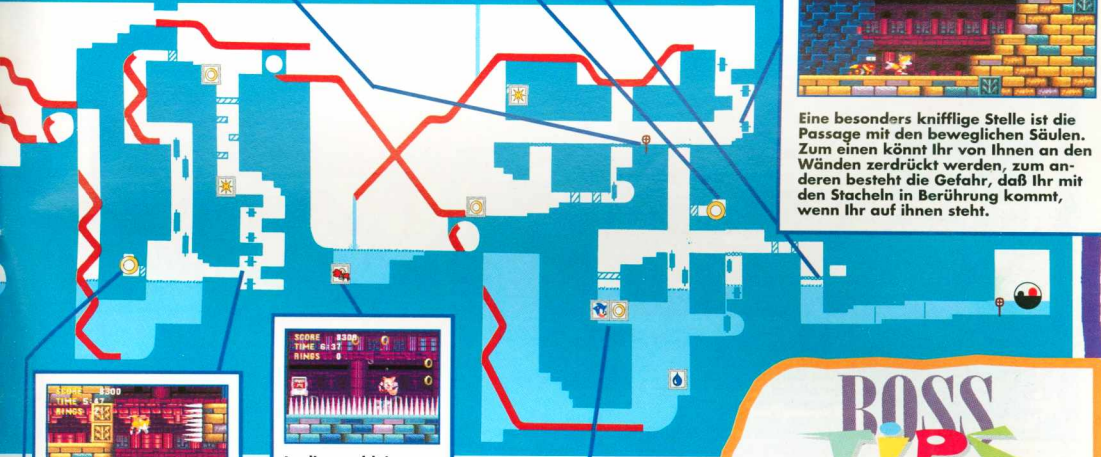 Eine besonders knifflige Stelle ist die
Passage mit den beweglichen Säulen.
Zum einen könnt Ihr von Ihnen an den
Wänden zerdrückt werden, zum an-
deren besteht die Gefahr, daß Ihr mit
den Stacheln in Berührung kommt,
wenn Ihr auf ihnen steht.
SCORE 8300
TIME 6:37
RINGS 0
SCORE 8300
TIME 5:47
RINGS
BOSS
TIPS